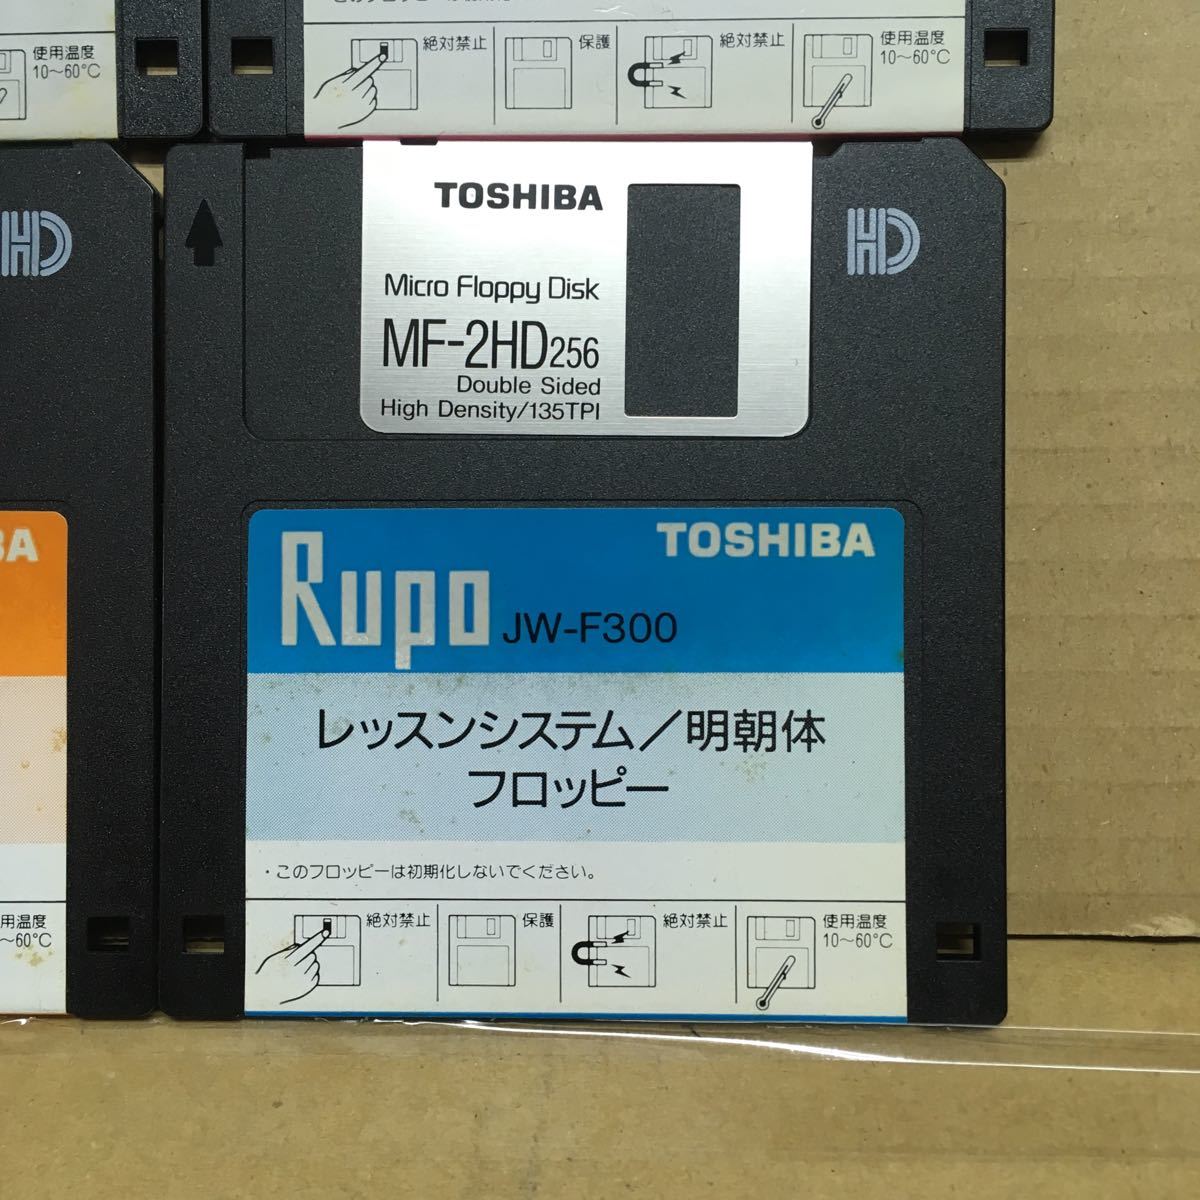 絶対禁止
保護
絶対禁止
使用温度
10~60°C
使用温度
10~60°C
HD
TOSHIBA
Micro Floppy Disk
MF-2HD256
Double Sided
High Density/135TPI
HD
BA
Rupo JW-F300
TOSHIBA
レッスンシステム/明朝体
フロッピー
・このフロッピーは初期化しないでください。
絶対禁止
保護
絶対禁止
使用温度
10~60°C
用温度
~60°C